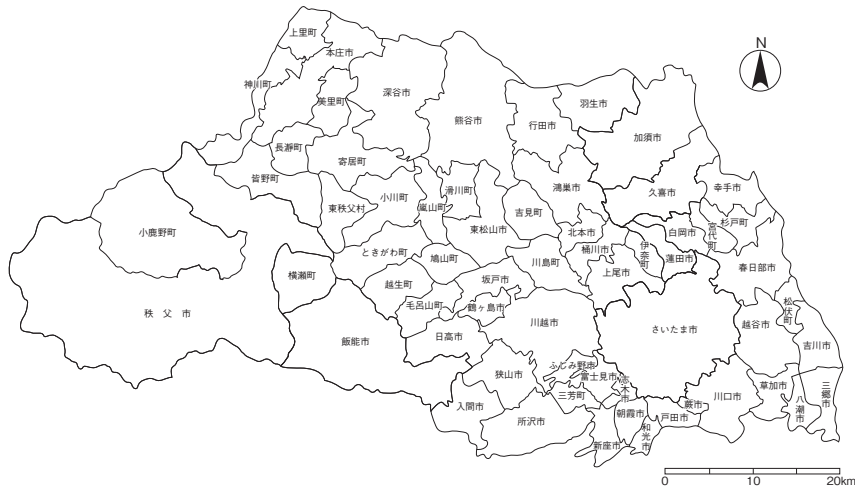 上里町
本庄市
神川町
美里町
深谷市
熊谷市
行田市
羽生市
加須市
長瀞町
寄居町
皆野町
小鹿野町
東秩父村
小川町
嵐山町
滑川町
東松山市
吉見町
鴻巣市
久喜市
幸手市
北本市
桶川市
伊奈町
白岡市
宮代町
杉戸町
ときがわ町
鳩山町
川島町
上尾市
蓮田市
春日部市
横瀬町
越生町
坂戸市
毛呂山町
鶴ヶ島市
松伏町
秩父市
飯能市
日高市
川越市
さいたま市
越谷市
吉川市
狭山市
ふじみ野市
富士見市
志木市
三芳町
入間市
所沢市
朝霞市
新座市
和光市
戸田市
蕨市
川口市
草加市
八潮市
三郷市
N
0 10 20km